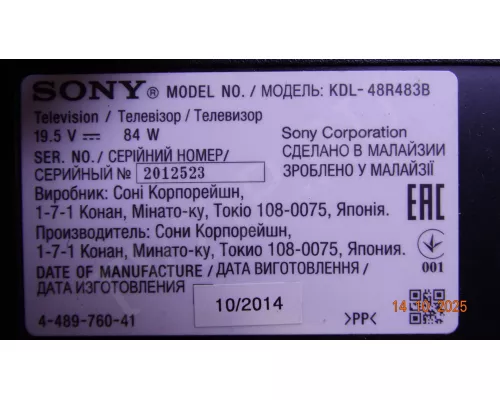 SONY® MODEL NO. / МОДЕЛЬ: KDL-48R483B
Television / Телевізор / Телевизор
19.5 V ⎓ 84 W
Sony Corporation
SER. NO./ СЕРІЙНИЙ НОМЕР/
СДЕЛАНО В МАЛАЙЗИИ
СЕРИЙНЫЙ № 2012523
ЗРОБЛЕНО У МАЛАЙЗІЇ
Виробник: Соні Корпорейшн,
1-7-1 Конан, Мінато-ку, Токіо 108-0075, Японія.
Производитель: Сони Корпорейшн,
1-7-1 Конан, Минато-ку, Токио 108-0075, Япония.
EAC
001
DATE OF MANUFACTURE / ДАТА ВИГОТОВЛЕННЯ /
ДАТА ИЗГОТОВЛЕНИЯ
10/2014
4-489-760-41
>PP<
14-10-2025